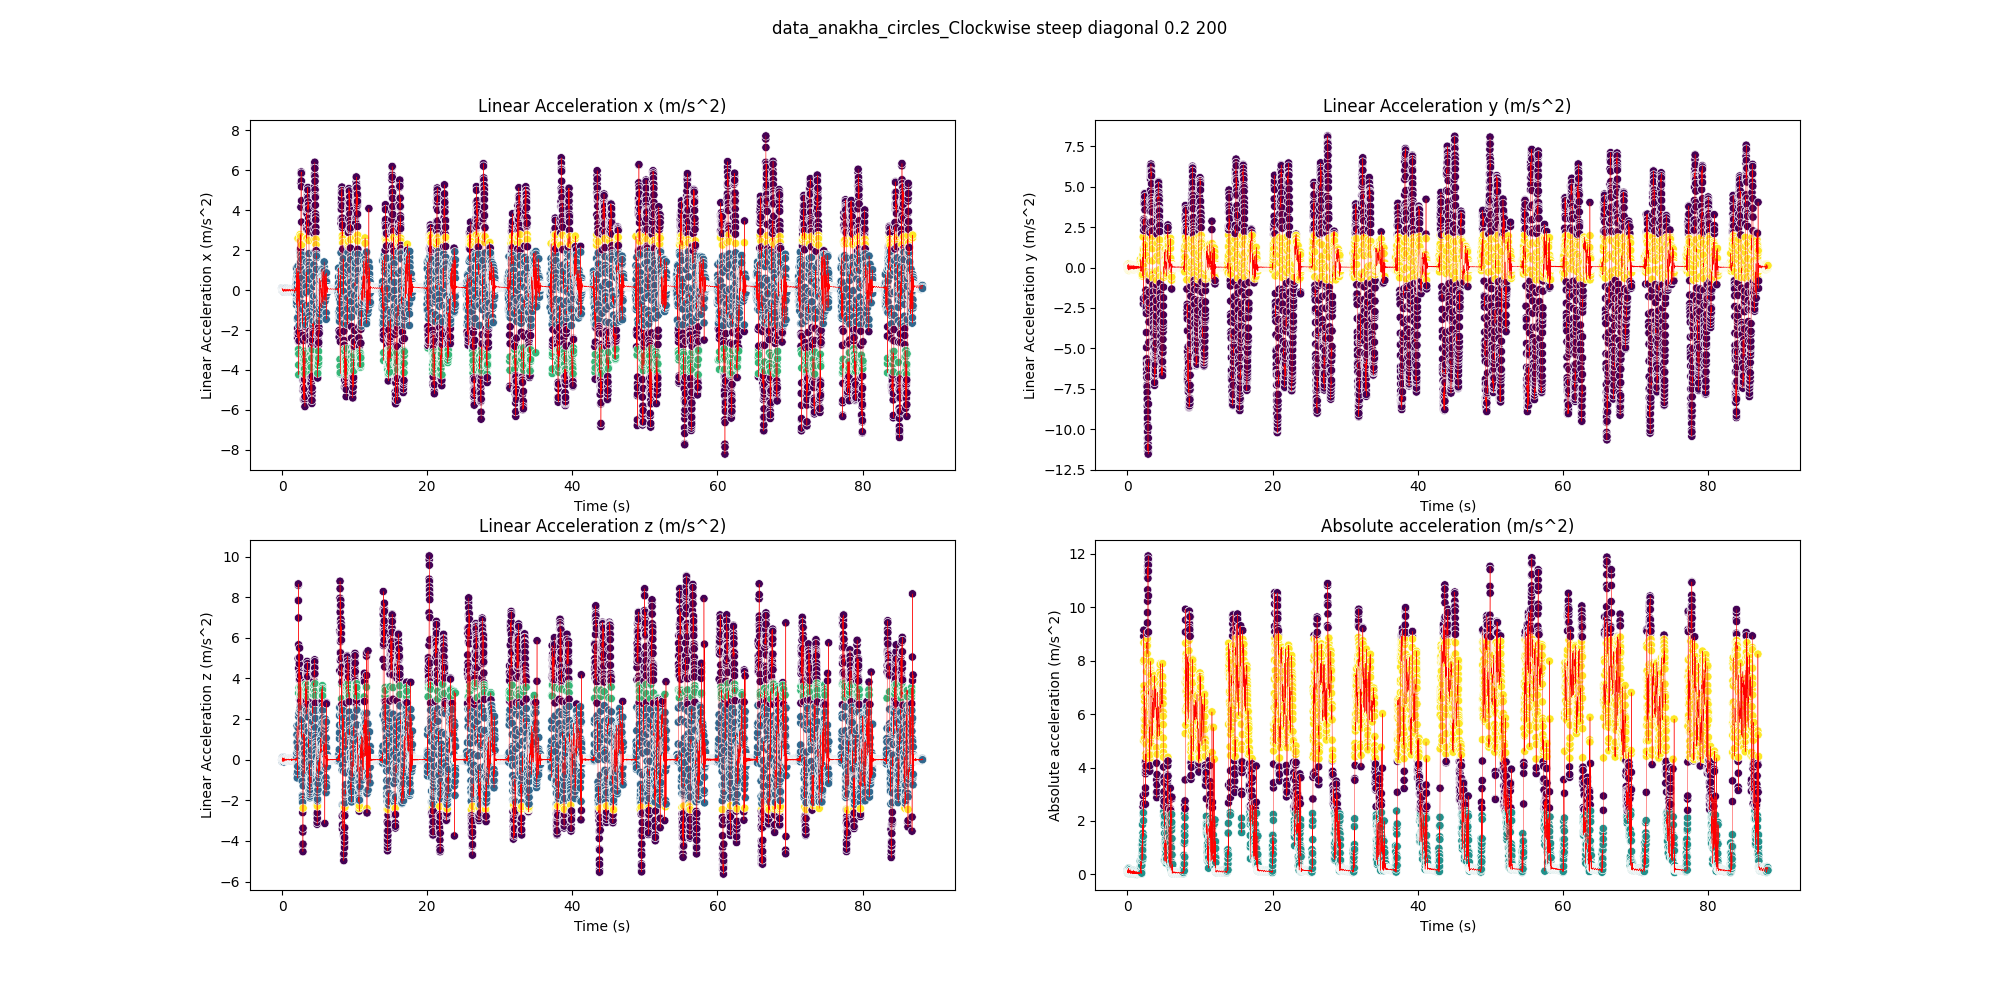 data_anakha_circles_Clockwise steep diagonal 0.2 200
Linear Acceleration x (m/s^2)
Linear Acceleration x (m/s^2)
8
6
4
2
0
−2
−4
−6
−8
0 20 40 60 80
Time (s)
Linear Acceleration y (m/s^2)
Linear Acceleration y (m/s^2)
7.5
5.0
2.5
0.0
−2.5
−5.0
−7.5
−10.0
−12.5
0 20 40 60 80
Time (s)
Linear Acceleration z (m/s^2)
Linear Acceleration z (m/s^2)
10
8
6
4
2
0
−2
−4
−6
0 20 40 60 80
Time (s)
Absolute acceleration (m/s^2)
Absolute acceleration (m/s^2)
12
10
8
6
4
2
0
0 20 40 60 80
Time (s)